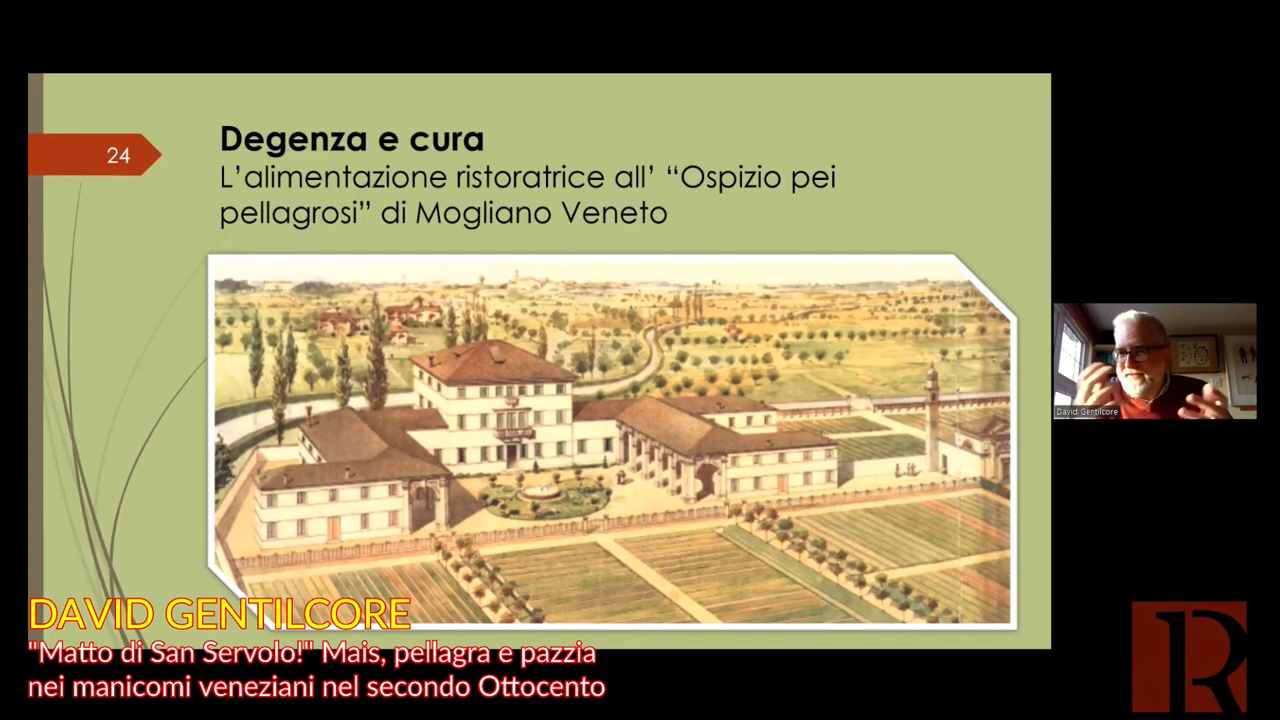 24
Degenza e cura
L’alimentazione ristoratrice all’ “Ospizio pei
pellagrosi” di Mogliano Veneto
David Gentilcore
DAVID GENTILCORE
"Matto di San Servolo!" Mais, pellagra e pazzia
nei manicomi veneziani nel secondo Ottocento
R